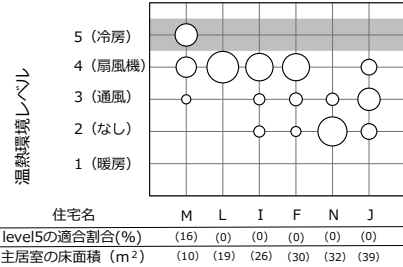 温熱環境レベル
5（冷房）
4（扇風機）
3（通風）
2（なし）
1（暖房）
住宅名 M L I F N J
level5の適合割合(%) (16) (0) (0) (0) (0) (0)
主居室の床面積（m²） (10) (19) (26) (30) (32) (39)